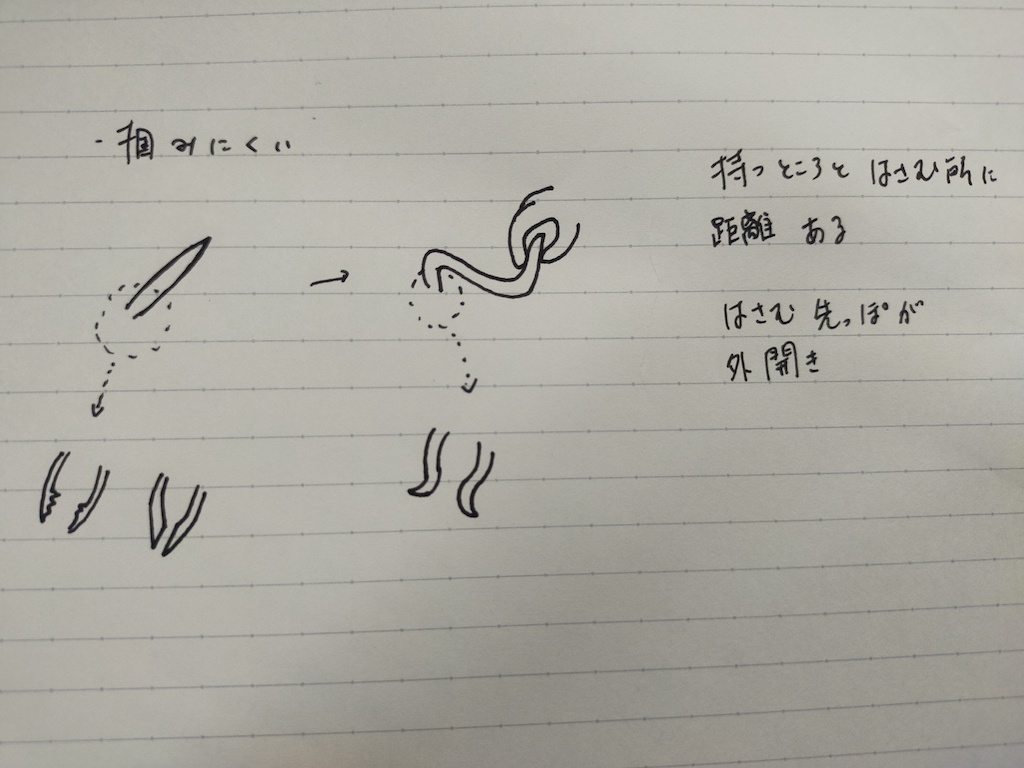 ・掴みにくい
持つところと はさむ所に
距離 ある
はさむ 先っぽが
外開き